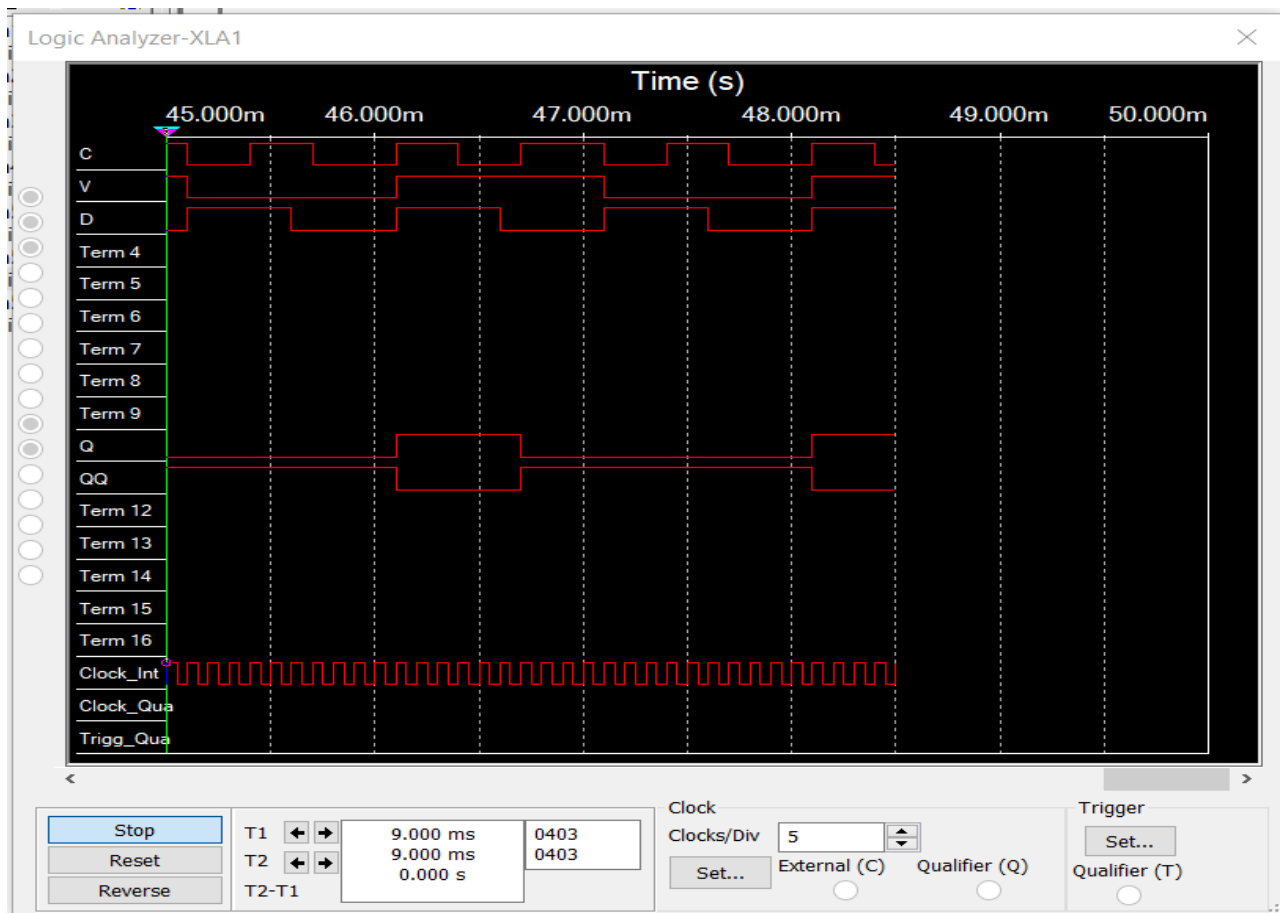 Logic Analyzer-XLA1
Time (s)
45.000m 46.000m 47.000m 48.000m 49.000m 50.000m
C
V
D
Term 4
Term 5
Term 6
Term 7
Term 8
Term 9
Q
QQ
Term 12
Term 13
Term 14
Term 15
Term 16
Clock_Int
Clock_Qua
Trigg_Qua
Stop
Reset
Reverse
T1
T2
T2-T1
9.000 ms 0403
9.000 ms 0403
0.000 s
Clock
Clocks/Div 5
Set...
External (C) Qualifier (Q)
Trigger
Set...
Qualifier (T)